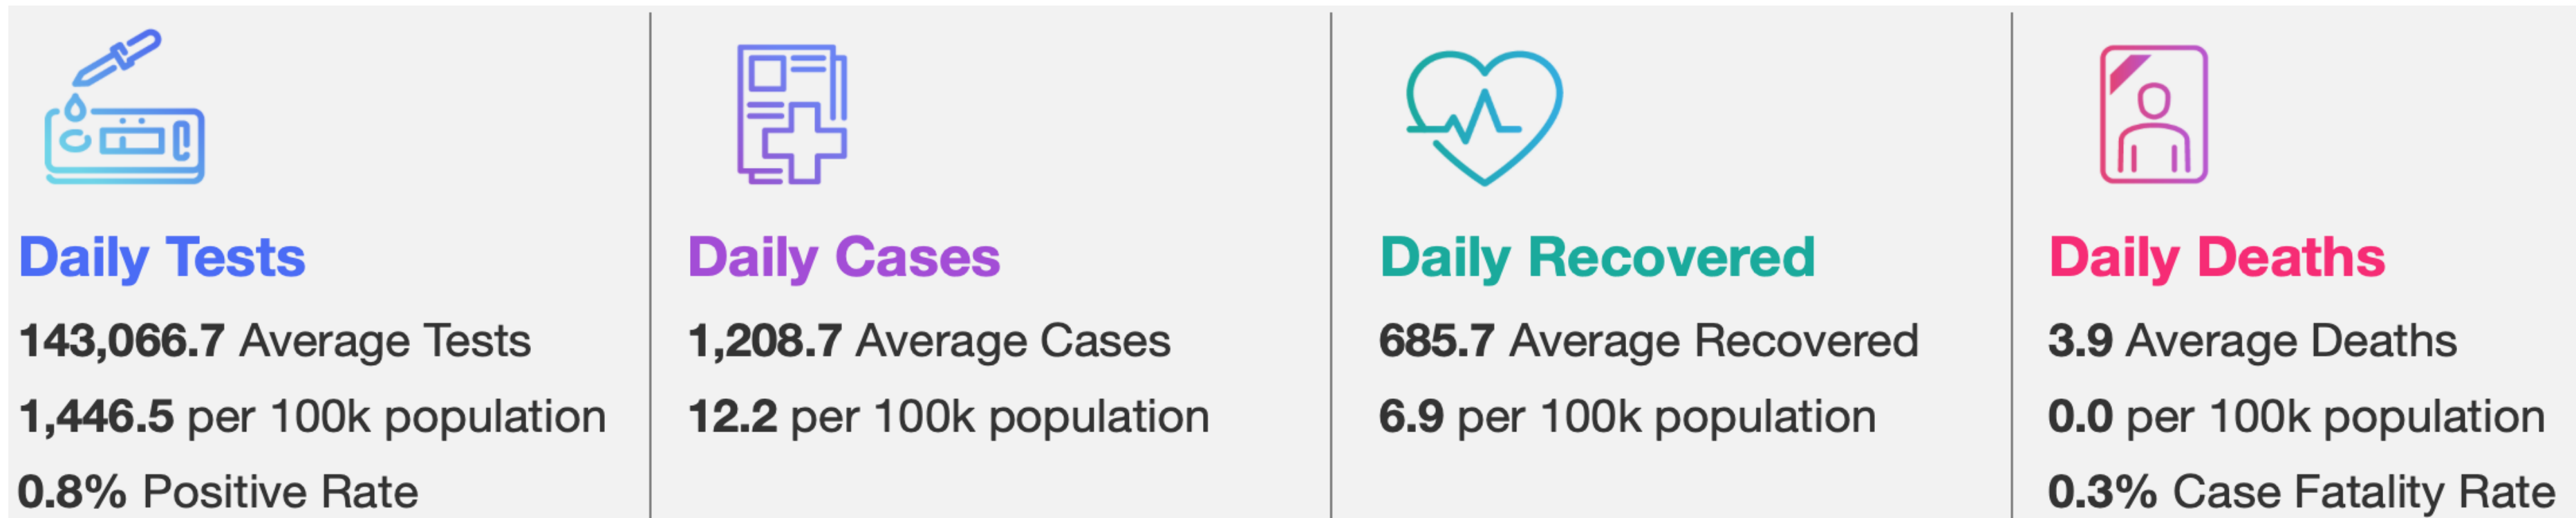 Daily Tests
143,066.7 Average Tests
1,446.5 per 100k population
0.8% Positive Rate
Daily Cases
1,208.7 Average Cases
12.2 per 100k population
Daily Recovered
685.7 Average Recovered
6.9 per 100k population
Daily Deaths
3.9 Average Deaths
0.0 per 100k population
0.3% Case Fatality Rate